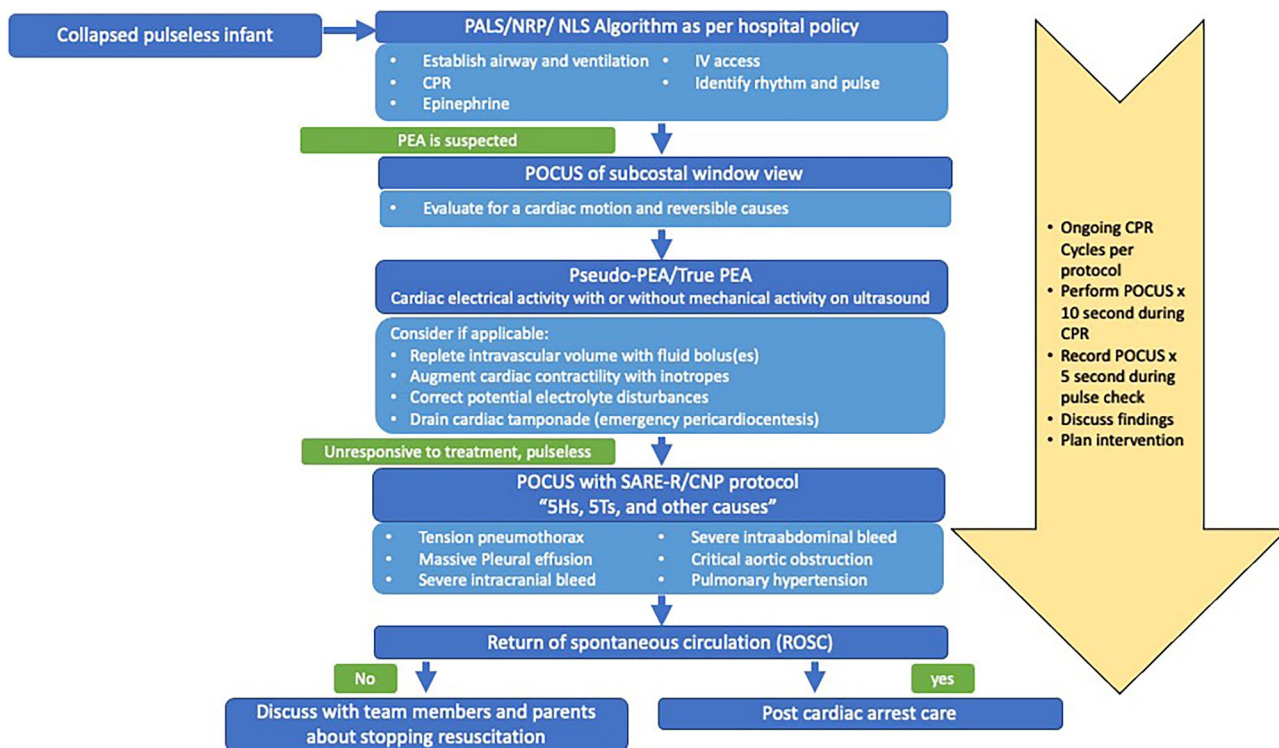 Collapsed pulseless infant
PALS/NRP/ NLS Algorithm as per hospital policy
• Establish airway and ventilation
• CPR
• Epinephrine
• IV access
• Identify rhythm and pulse
PEA is suspected
POCUS of subcostal window view
• Evaluate for a cardiac motion and reversible causes
Pseudo-PEA/True PEA
Cardiac electrical activity with or without mechanical activity on ultrasound
Consider if applicable:
• Replete intravascular volume with fluid bolus(es)
• Augment cardiac contractility with inotropes
• Correct potential electrolyte disturbances
• Drain cardiac tamponade (emergency pericardiocentesis)
Unresponsive to treatment, pulseless
POCUS with SARE-R/CNP protocol
“5Hs, 5Ts, and other causes”
• Tension pneumothorax
• Massive Pleural effusion
• Severe intracranial bleed
• Severe intraabdominal bleed
• Critical aortic obstruction
• Pulmonary hypertension
Return of spontaneous circulation (ROSC)
No
yes
Discuss with team members and parents
about stopping resuscitation
Post cardiac arrest care
• Ongoing CPR
Cycles per
protocol
• Perform POCUS x
10 second during
CPR
• Record POCUS x
5 second during
pulse check
• Discuss findings
• Plan intervention